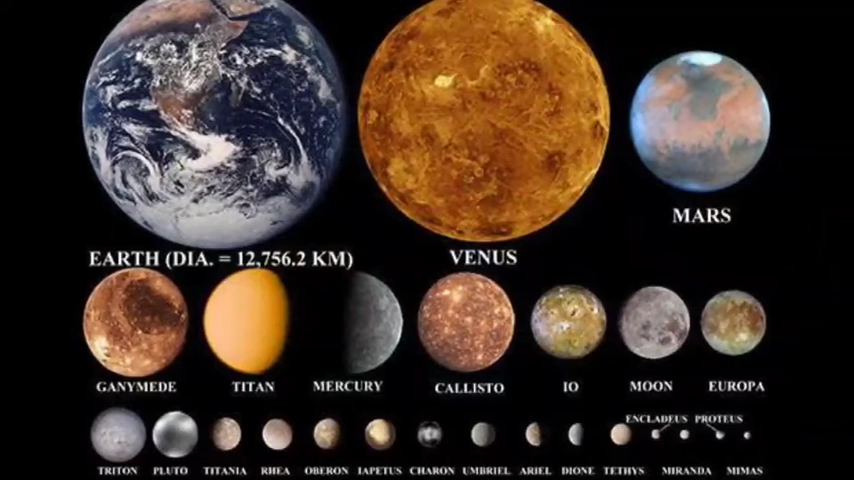 EARTH (DIA. = 12,756.2 KM)
VENUS
MARS
GANYMEDE
TITAN
MERCURY
CALLISTO
IO
MOON
EUROPA
ENCLADEUS
PROTEUS
TRITON
PLUTO
TITANIA
RHEA
OBERON
IAPETUS
CHARON
UMBRIEL
ARIEL
DIONE
TETHYS
MIRANDA
MIMAS